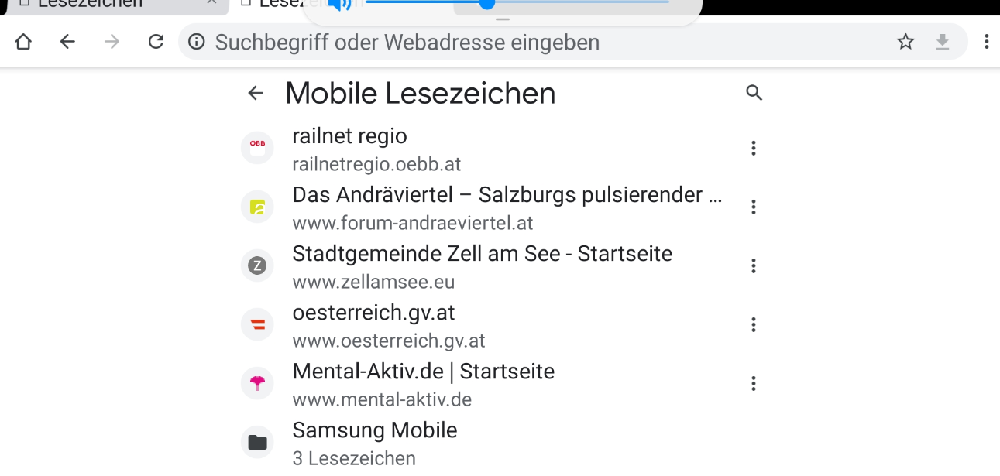 Lesezeichen
Suchbegriff oder Webadresse eingeben
Mobile Lesezeichen
ÖBB
railnet regio
railnetregio.oebb.at
Das Andräviertel – Salzburgs pulsierender ...
www.forum-andraeviertel.at
Z
Stadtgemeinde Zell am See - Startseite
www.zellamsee.eu
oesterreich.gv.at
www.oesterreich.gv.at
Mental-Aktiv.de | Startseite
www.mental-aktiv.de
Samsung Mobile
3 Lesezeichen